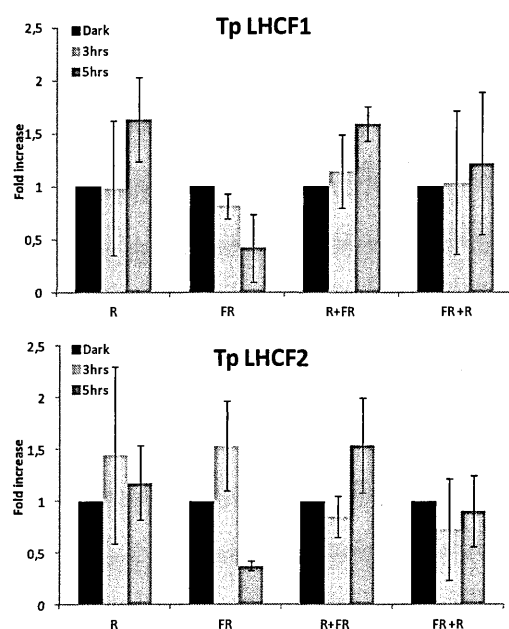 Tp LHCF1
Dark
3hrs
5hrs
Fold increase
2,5
2
1,5
1
0,5
0
R FR R+FR FR+R
Tp LHCF2
Dark
3hrs
5hrs
Fold increase
2,5
2
1,5
1
0,5
0
R FR R+FR FR+R